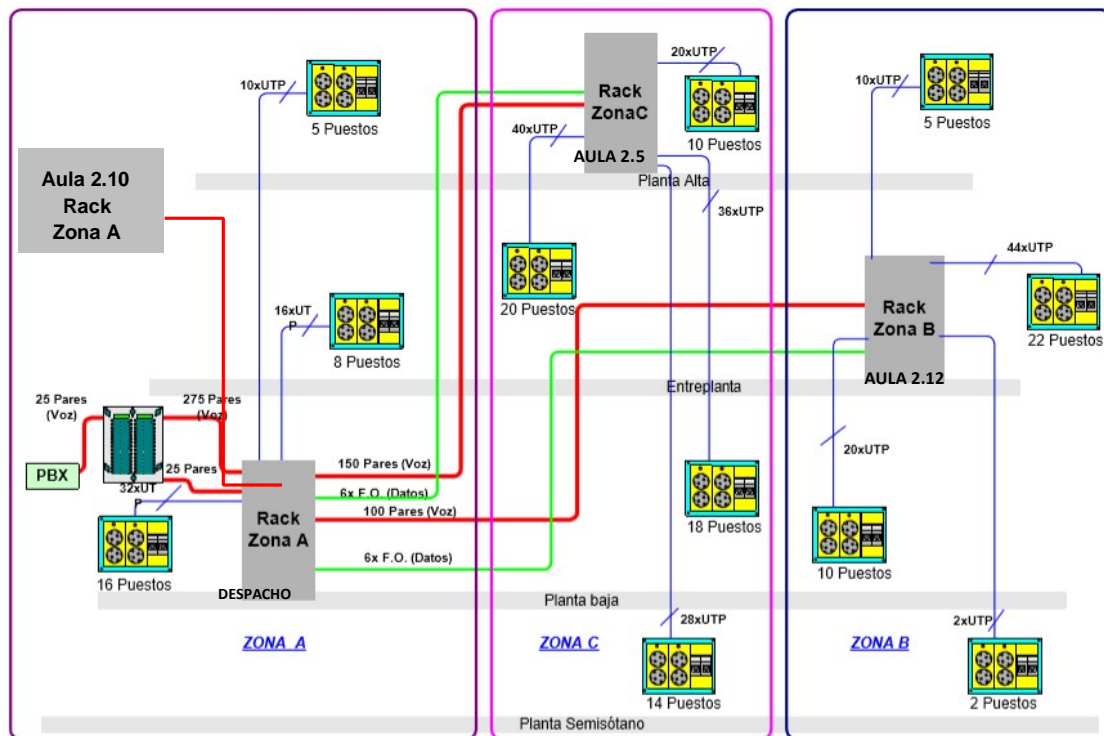 20xUTP
10xUTP
10xUTP
Rack
ZonaC
40xUTP
5 Puestos
5 Puestos
10 Puestos
AULA 2.5
Aula 2.10
Rack
Zona A
Planta Alta
36xUTP
44xUTP
16xUT
P
20 Puestos
Rack
Zona B
22 Puestos
8 Puestos
AULA 2.12
Entreplanta
25 Pares
(Voz)
275 Pares
(Voz)
PBX
25 Pares
150 Pares (Voz)
20xUTP
32xUT
P
6x F.O. (Datos)
100 Pares (Voz)
Rack
Zona A
18 Puestos
6x F.O. (Datos)
16 Puestos
10 Puestos
DESPACHO
Planta baja
28xUTP
2xUTP
ZONA A
ZONA C
ZONA B
14 Puestos
2 Puestos
Planta Semisótano